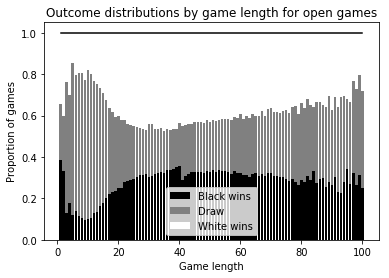 Outcome distributions by game length for open games
Proportion of games
1.0
0.8
0.6
0.4
0.2
0.0
Black wins
Draw
White wins
0
20
40
60
80
100
Game length